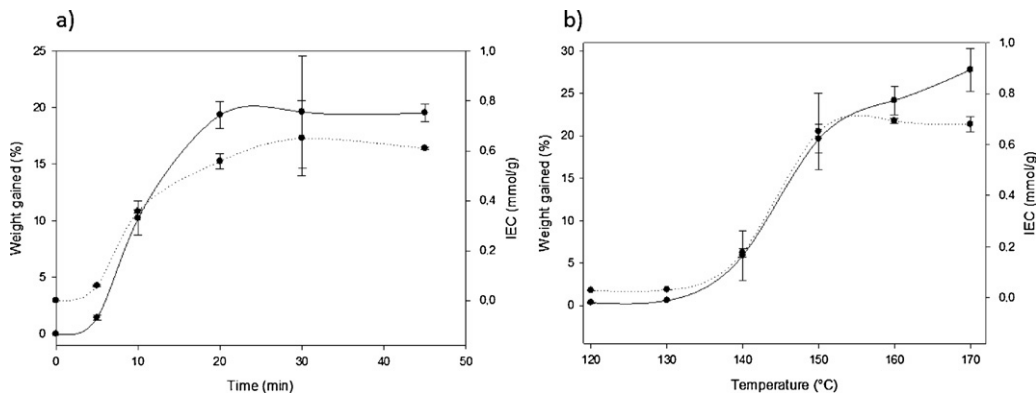 a)
Weight gained (%)
25
20
15
10
5
0
0 10 20 30 40 50
Time (min)
1,0
0,8
0,6
0,4
0,2
0,0
IEC (mmol/g)
b)
Weight gained (%)
30
25
20
15
10
5
0
120 130 140 150 160 170
Temperature (°C)
1,0
0,8
0,6
0,4
0,2
0,0
IEC (mmol/g)